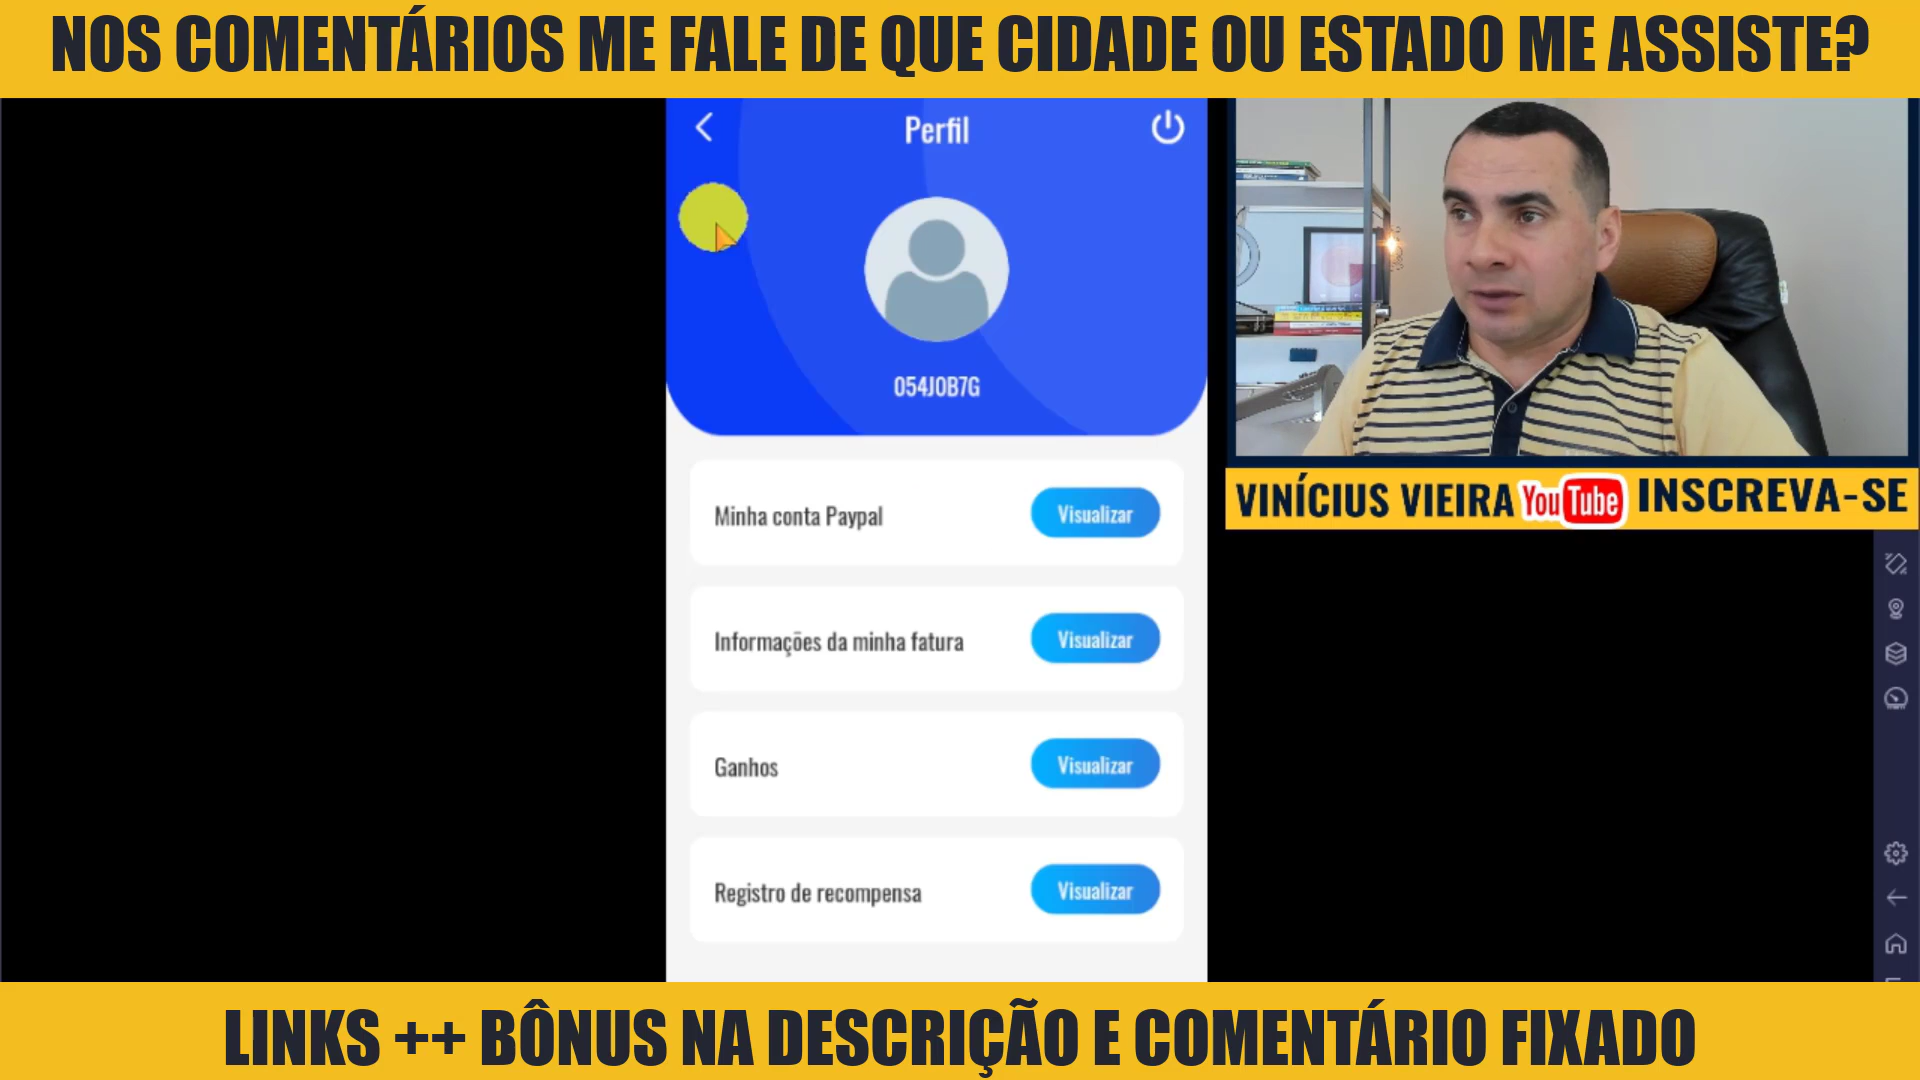 NOS COMENTÁRIOS ME FALE DE QUE CIDADE OU ESTADO ME ASSISTE?
Perfil
054J0B7G
Minha conta Paypal
Visualizar
Informações da minha fatura
Visualizar
Ganhos
Visualizar
Registro de recompensa
Visualizar
VINÍCIUS VIEIRA YouTube INSCREVA-SE
LINKS ++ BÔNUS NA DESCRIÇÃO E COMENTÁRIO FIXADO